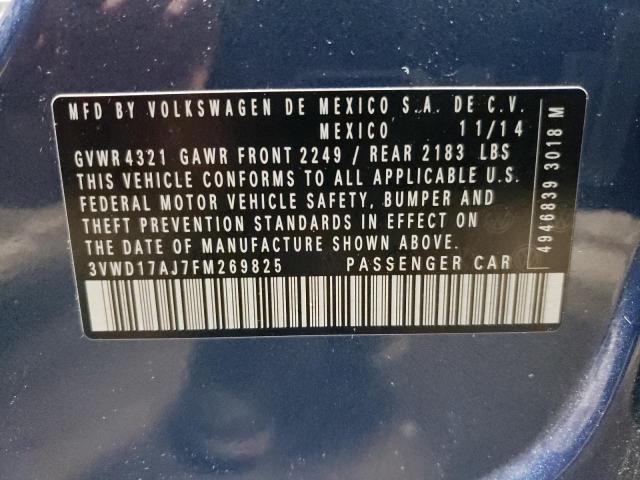 MFD BY VOLKSWAGEN DE MEXICO S.A. DE C.V.
MEXICO 11/14
GVWR 4321 GAWR FRONT 2249 / REAR 2183 LBS
THIS VEHICLE CONFORMS TO ALL APPLICABLE U.S.
FEDERAL MOTOR VEHICLE SAFETY, BUMPER AND
THEFT PREVENTION STANDARDS IN EFFECT ON
THE DATE OF MANUFACTURE SHOWN ABOVE.
3VWD17AJ7FM269825 PASSENGER CAR
4946839 3018 M